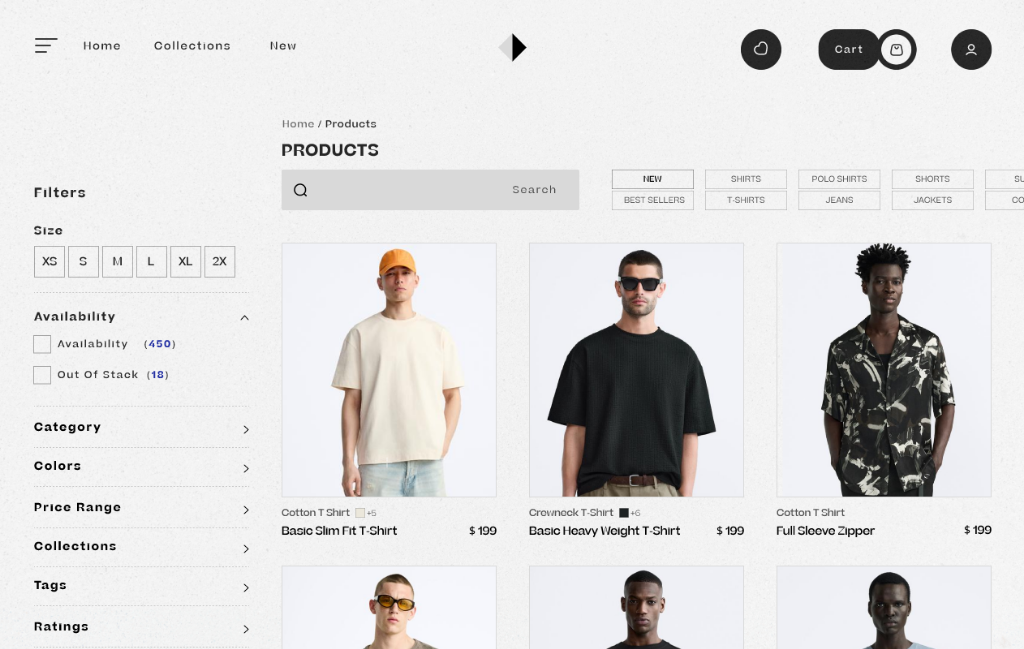 Home Collections New
Cart
Home / Products
PRODUCTS
Search
NEW SHIRTS POLO SHIRTS SHORTS SU
BEST SELLERS T-SHIRTS JEANS JACKETS CO
Filters
Size
XS S M L XL 2X
Availability
Availability (450)
Out Of Stack (18)
Category
Colors
Price Range
Collections
Tags
Ratings
Cotton T Shirt +5
Basic Slim Fit T-Shirt $ 199
Crewneck T-Shirt +6
Basic Heavy Weight T-Shirt $ 199
Cotton T Shirt
Full Sleeve Zipper $ 199